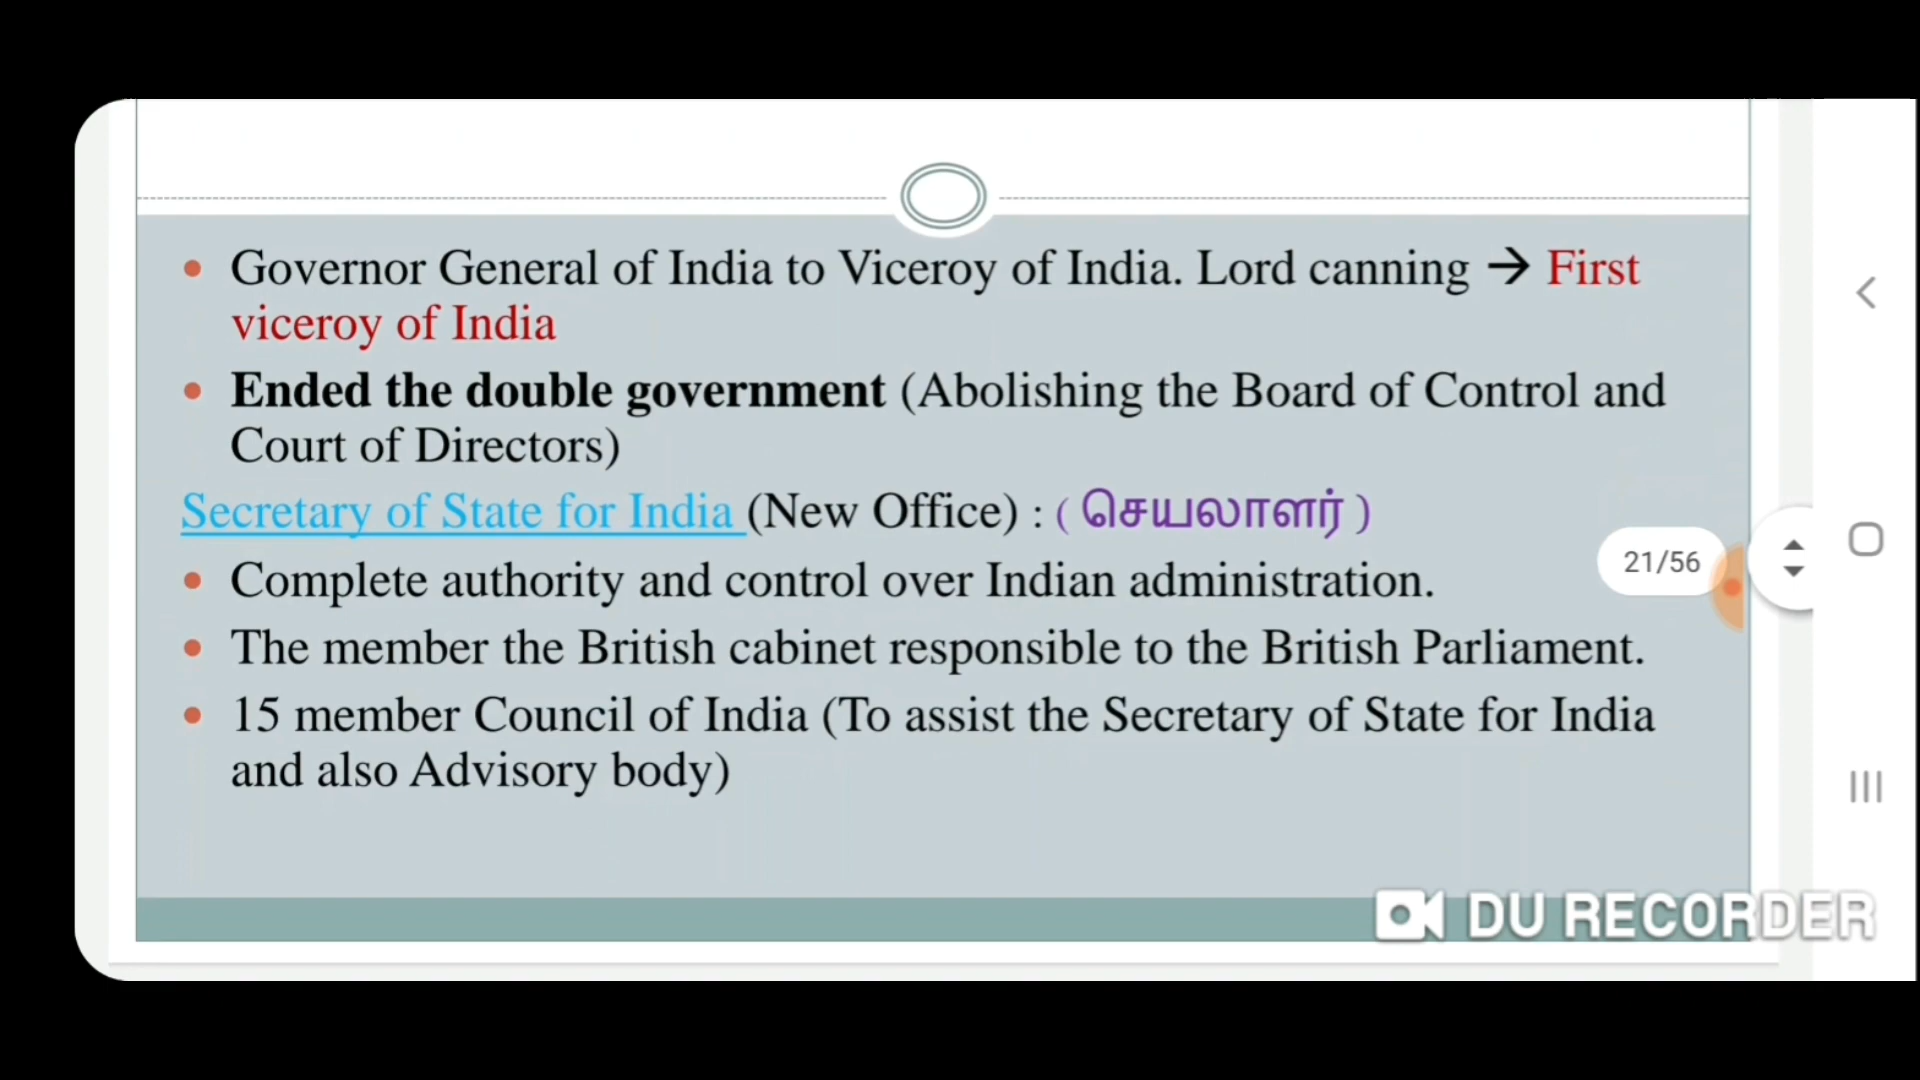 Governor General of India to Viceroy of India. Lord canning → First
viceroy of India
Ended the double government (Abolishing the Board of Control and
Court of Directors)
Secretary of State for India (New Office) : ( செயலாளர் )
Complete authority and control over Indian administration.
The member the British cabinet responsible to the British Parliament.
15 member Council of India (To assist the Secretary of State for India
and also Advisory body)
21/56
DU RECORDER